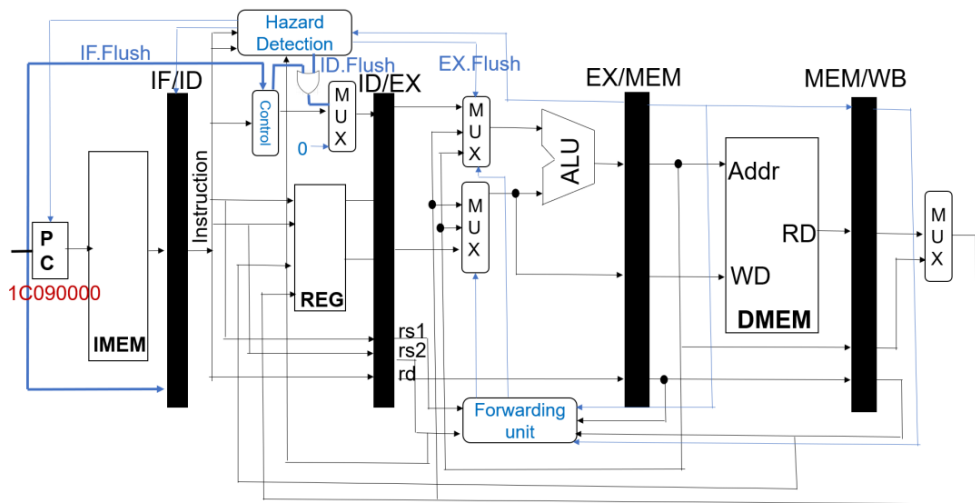 Hazard
Detection
IF.Flush
ID.Flush
EX.Flush
IF/ID
ID/EX
EX/MEM
MEM/WB
Control
M
U
X
0
M
U
X
M
U
X
ALU
Addr
RD
WD
DMEM
M
U
X
Instruction
P
C
1C090000
IMEM
REG
rs1
rs2
rd
Forwarding
unit